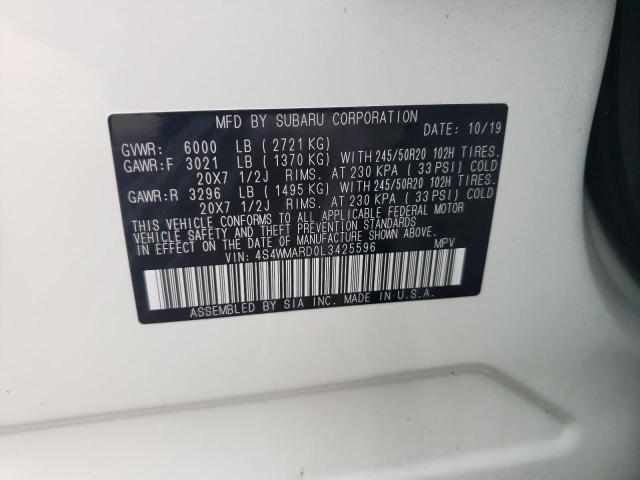 MFD BY SUBARU CORPORATION
DATE: 10/19
GVWR: 6000 LB (2721 KG)
GAWR:F 3021 LB (1370 KG) WITH 245/50R20 102H TIRES.
20X7 1/2J RIMS. AT 230 KPA (33 PSI) COLD
GAWR:R 3296 LB (1495 KG) WITH 245/50R20 102H TIRES.
20X7 1/2J RIMS. AT 230 KPA (33 PSI) COLD
THIS VEHICLE CONFORMS TO ALL APPLICABLE FEDERAL MOTOR
VEHICLE SAFETY AND THEFT PREVENTION STANDARDS
IN EFFECT ON THE DATE OF MANUFACTURE SHOWN ABOVE.
VIN: 4S4WMARD0L3425596 MPV
ASSEMBLED BY SIA INC. MADE IN U.S.A.